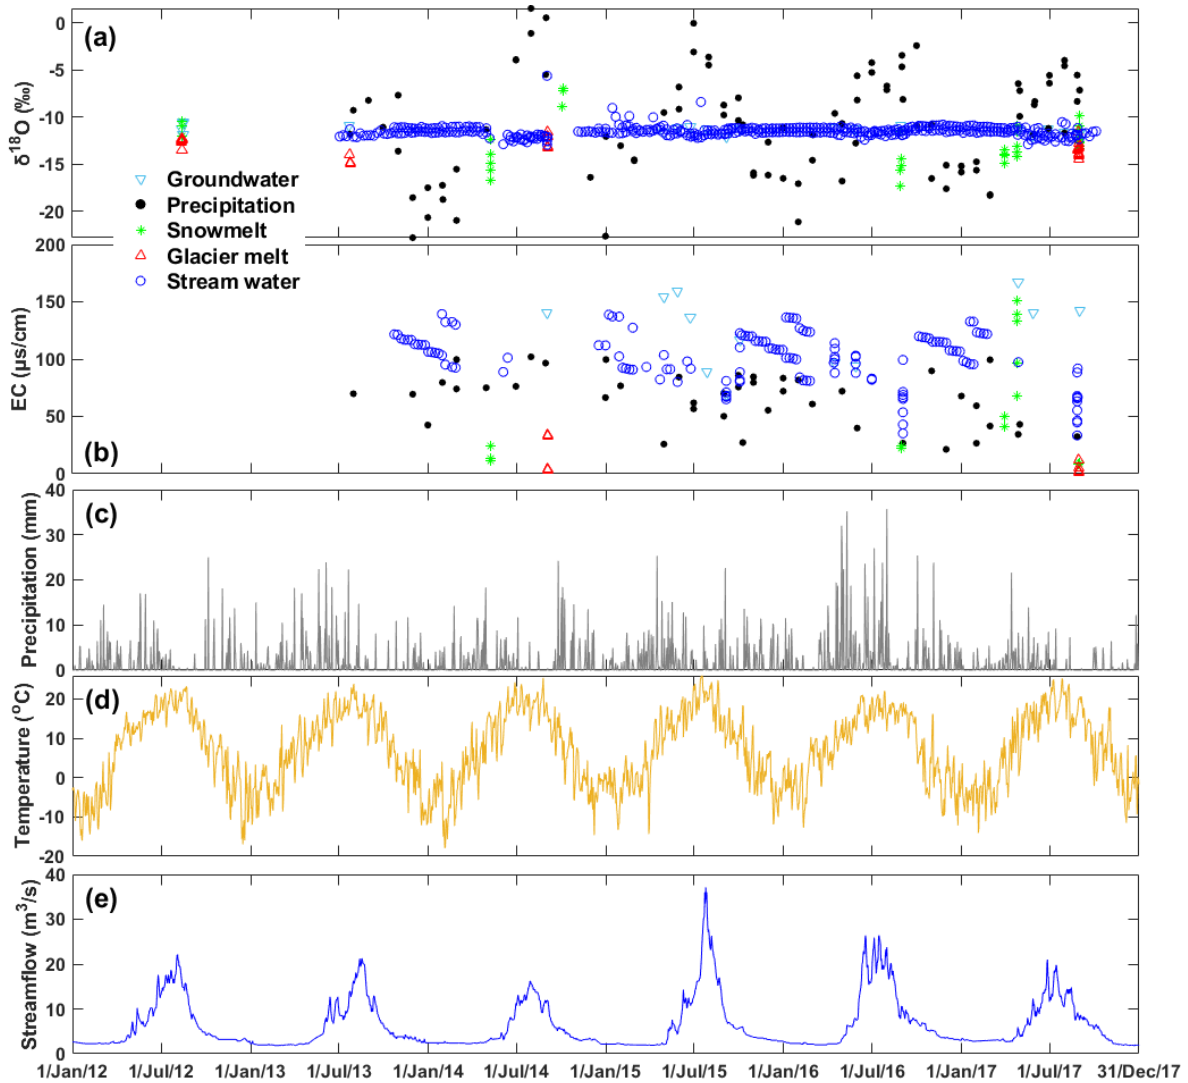 (a)
δ18O (‰)
0
-5
-10
-15
-20
Groundwater
Precipitation
Snowmelt
Glacier melt
Stream water
(b)
EC (μs/cm)
200
150
100
50
0
(c)
Precipitation (mm)
40
30
20
10
0
(d)
Temperature (°C)
20
10
0
-10
-20
(e)
Streamflow (m3/s)
40
30
20
10
0
1/Jan/12 1/Jul/12 1/Jan/13 1/Jul/13 1/Jan/14 1/Jul/14 1/Jan/15 1/Jul/15 1/Jan/16 1/Jul/16 1/Jan/17 1/Jul/17 31/Dec/17